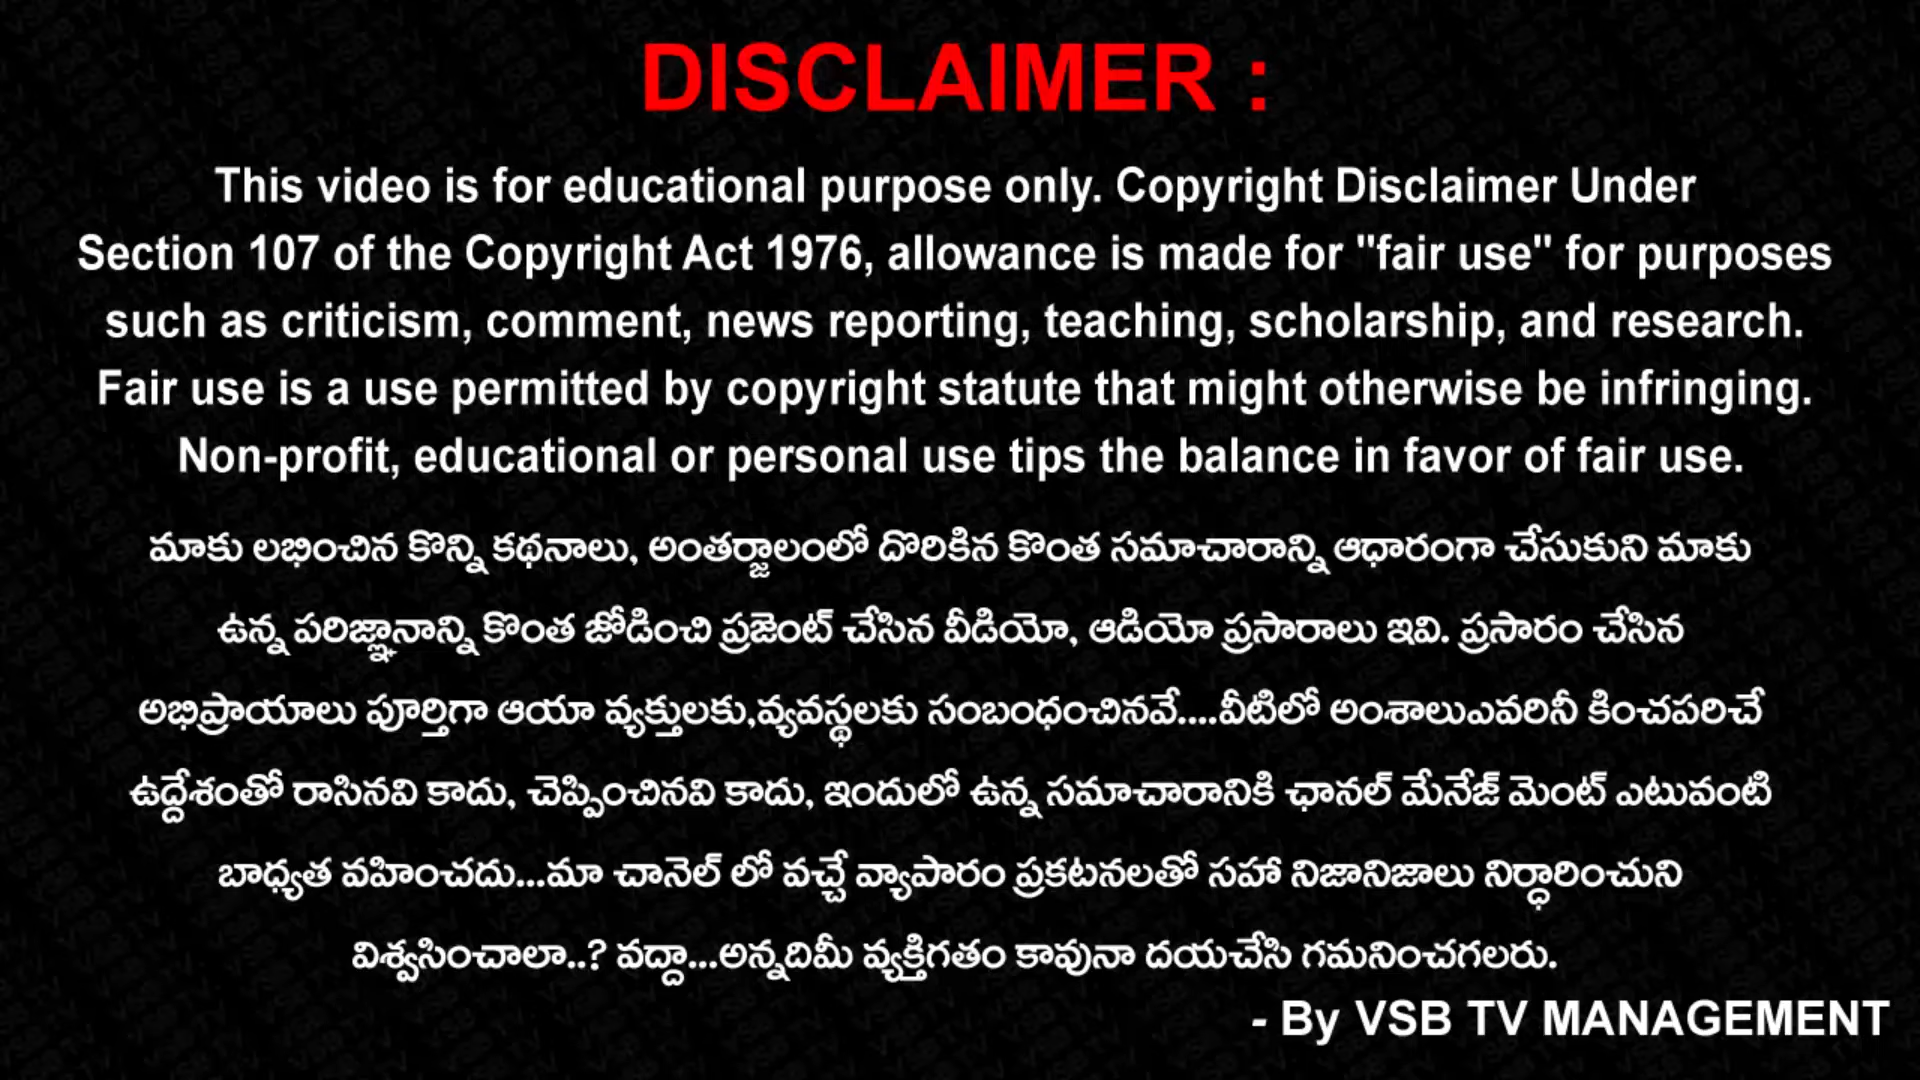 DISCLAIMER :
This video is for educational purpose only. Copyright Disclaimer Under
Section 107 of the Copyright Act 1976, allowance is made for "fair use" for purposes
such as criticism, comment, news reporting, teaching, scholarship, and research.
Fair use is a use permitted by copyright statute that might otherwise be infringing.
Non-profit, educational or personal use tips the balance in favor of fair use.
మాకు లభించిన కొన్ని కథనాలు, అంతర్జాలంలో దొరికిన కొంత సమాచారాన్ని ఆధారంగా చేసుకుని మాకు
ఉన్న పరిజ్ఞానాన్ని కొంత జోడించి ప్రజెంట్ చేసిన వీడియో, ఆడియో ప్రసారాలు ఇవి. ప్రసారం చేసిన
అభిప్రాయాలు పూర్తిగా ఆయా వ్యక్తులకు,వ్యవస్థలకు సంబంధంచినవే....వీటిలో అంశాలుఎవరినీ కించపరిచే
ఉద్దేశంతో రాసినవి కాదు, చెప్పించినవి కాదు, ఇందులో ఉన్న సమాచారానికి ఛానల్ మేనేజ్ మెంట్ ఎటువంటి
బాధ్యత వహించదు...మా చానెల్ లో వచ్చే వ్యాపారం ప్రకటనలతో సహా నిజానిజాలు నిర్ధారించుని
విశ్వసించాలా..? వద్దా...అన్నదిమీ వ్యక్తిగతం కావునా దయచేసి గమనించగలరు.
- By VSB TV MANAGEMENT